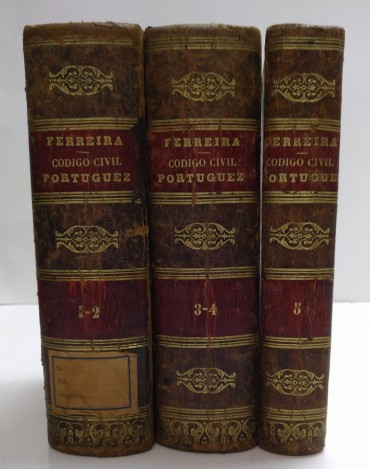 FERREIRA
CODIGO CIVIL
PORTUGUEZ
1-2
FERREIRA
CODIGO CIVIL
PORTUGUEZ
3-4
FERREIRA
CODIGO CIVIL
PORTUGUEZ
5